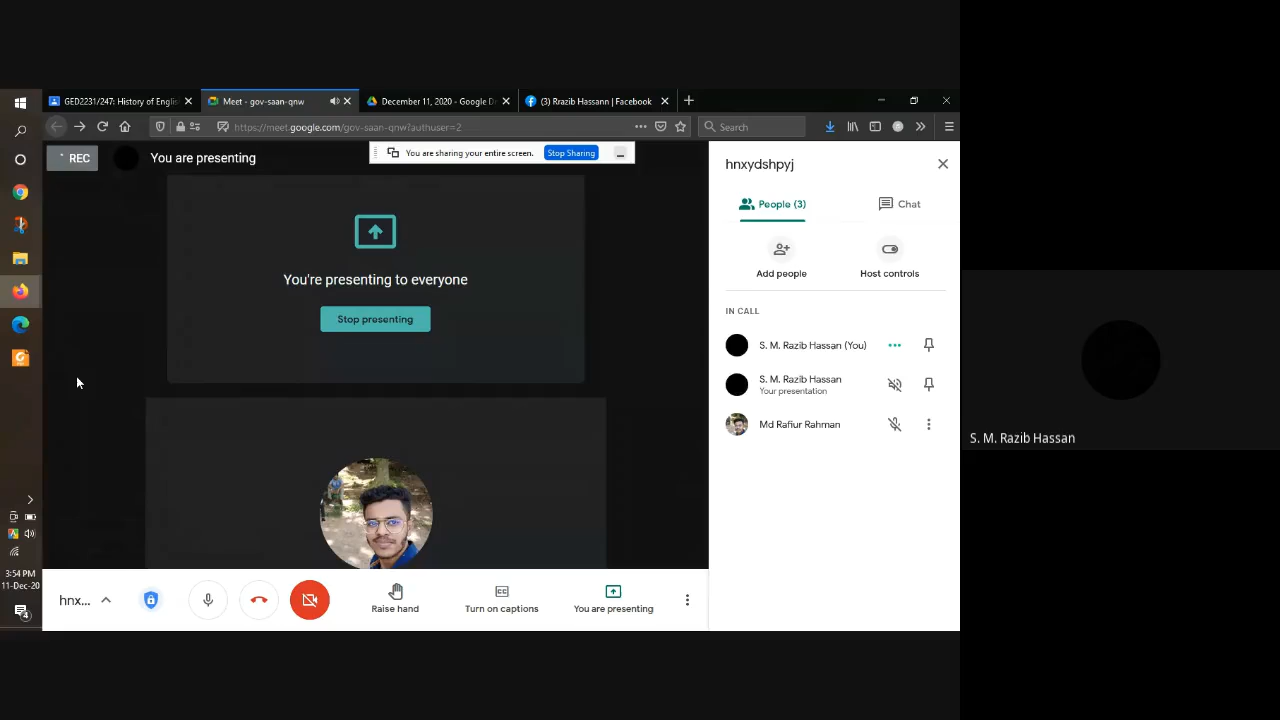 GED2231/247: History of Englis
Meet - gov-saan-qnw
December 11, 2020 - Google D
(3) Rrazib Hassann | Facebook
https://meet.google.com/gov-saan-qnw?authuser=2
Search
REC
You are presenting
You are sharing your entire screen.
Stop Sharing
You're presenting to everyone
Stop presenting
hnxydshpyj
People (3)
Chat
Add people
Host controls
IN CALL
S. M. Razib Hassan (You)
S. M. Razib Hassan
Your presentation
Md Rafiur Rahman
S. M. Razib Hassan
3:54 PM
11-Dec-20
4
hnx...
Raise hand
CC
Turn on captions
You are presenting